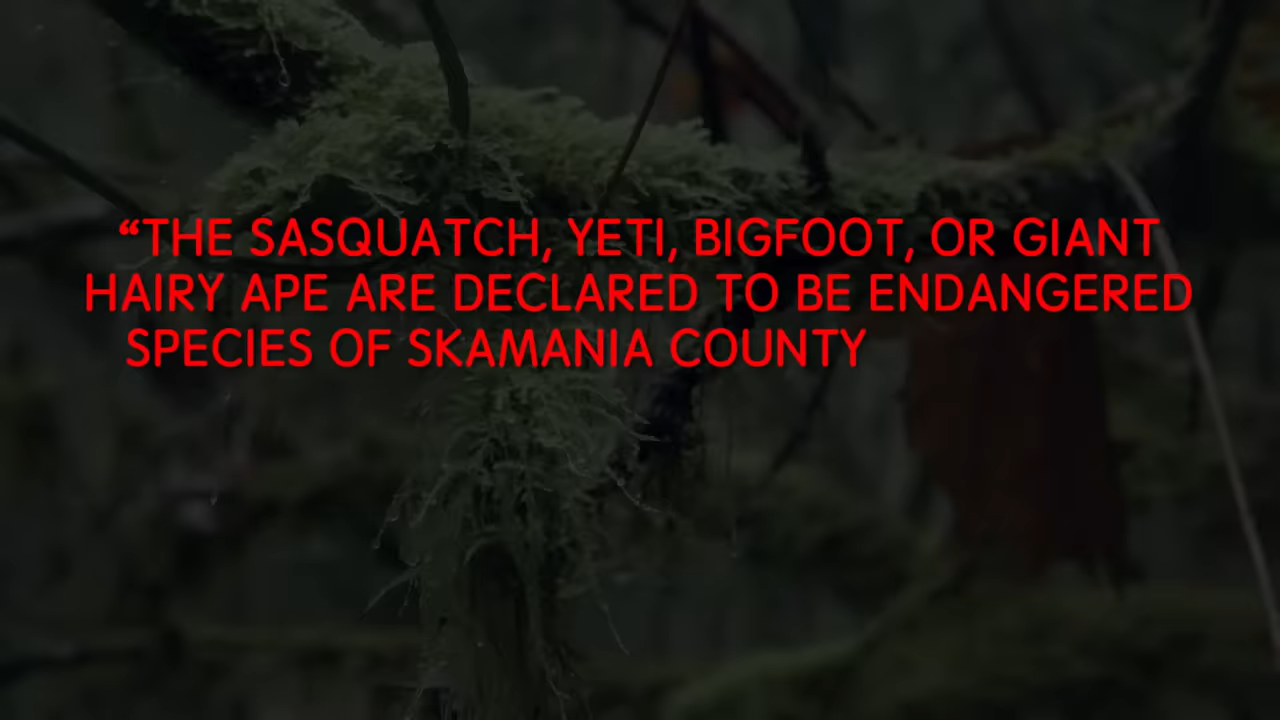 “THE SASQUATCH, YETI, BIGFOOT, OR GIANT
HAIRY APE ARE DECLARED TO BE ENDANGERED
SPECIES OF SKAMANIA COUNTY